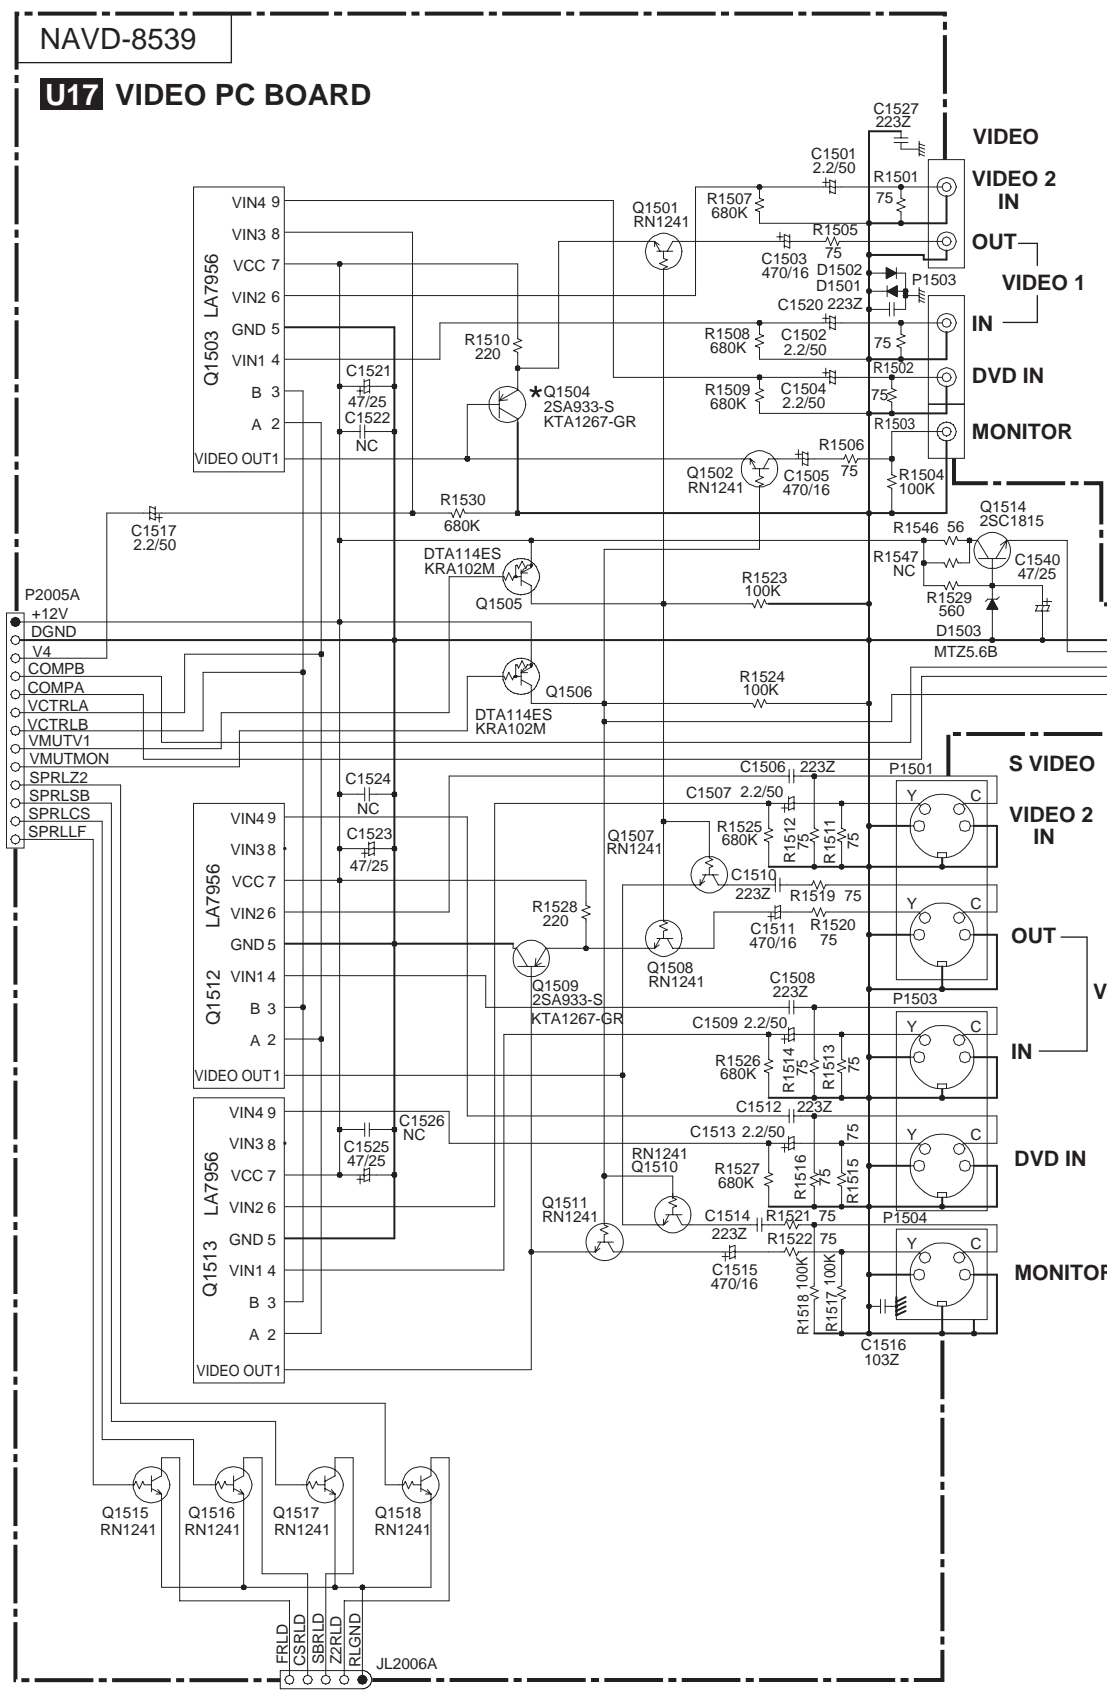 NAVD-8539
U17 VIDEO PC BOARD
C1527
223Z
VIDEO
VIDEO 2
IN
OUT
VIDEO 1
IN
DVD IN
MONITOR
C1501
2.2/50
R1501
75
R1507
680K
Q1501
RN1241
R1505
75
C1503
470/16
D1502
D1501
P1503
C1520 223Z
R1508
680K
C1502
2.2/50
75
R1502
R1509
680K
C1504
2.2/50
75
R1503
R1506
75
R1504
100K
Q1502
RN1241
C1505
470/16
VIN4 9
VIN3 8
VCC 7
VIN2 6
GND 5
VIN1 4
B 3
A 2
VIDEO OUT1
LA7956
Q1503
R1510
220
C1521
47/25
C1522
NC
*Q1504
2SA933-S
KTA1267-GR
C1517
2.2/50
R1530
680K
DTA114ES
KRA102M
Q1505
R1523
100K
Q1514
2SC1815
R1546 56
R1547
NC
C1540
47/25
R1529
560
D1503
MTZ5.6B
P2005A
+12V
DGND
V4
COMPB
COMPA
VCTRLA
VCTRLB
VMUTV1
VMUTMON
SPRLZ2
SPRLSB
SPRLCS
SPRLLF
Q1506
DTA114ES
KRA102M
R1524
100K
C1524
NC
C1523
47/25
VIN4 9
VIN3 8
VCC 7
VIN2 6
GND 5
VIN1 4
B 3
A 2
VIDEO OUT1
LA7956
Q1512
C1506 223Z
P1501
S VIDEO
VIDEO 2
IN
C1507 2.2/50
Y
C
R1525
680K
R1512
75
R1511
75
Q1507
RN1241
C1510
223Z
R1519 75
R1528
220
C1511
470/16
R1520
75
Y
C
OUT
Q1508
RN1241
Q1509
2SA933-S
KTA1267-GR
V
C1508
223Z
P1503
C1509 2.2/50
Y
C
IN
R1526
680K
R1514
75
R1513
75
C1512 223Z
C1513 2.2/50
75
Y
C
DVD IN
R1527
680K
R1516
75
R1515
VIN4 9
VIN3 8
VCC 7
VIN2 6
GND 5
VIN1 4
B 3
A 2
VIDEO OUT1
LA7956
Q1513
C1526
NC
C1525
47/25
RN1241
Q1510
Q1511
RN1241
C1514
223Z
R1521 75
P1504
R1522 75
C1515
470/16
Y
C
MONITOR
R1518 100K
R1517 100K
C1516
103Z
Q1515
RN1241
Q1516
RN1241
Q1517
RN1241
Q1518
RN1241
FRLD
CSRLD
SBRLD
Z2RLD
RLGND
JL2006A